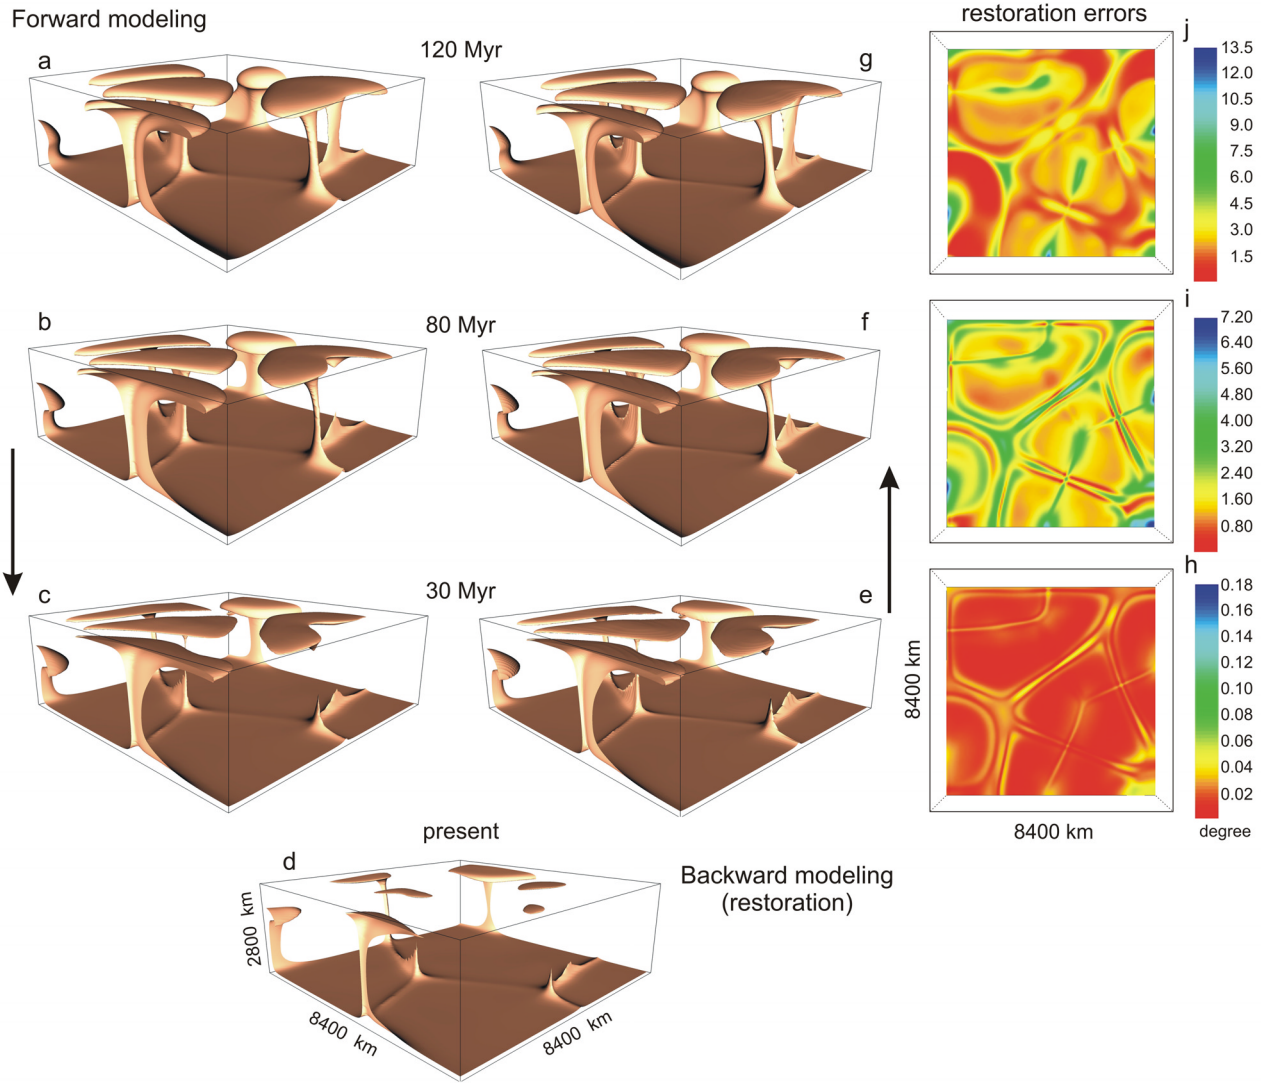 Forward modeling
restoration errors
a
120 Myr
g
j
13.5
12.0
10.5
9.0
7.5
6.0
4.5
3.0
1.5
b
80 Myr
f
i
7.20
6.40
5.60
4.80
4.00
3.20
2.40
1.60
0.80
c
30 Myr
e
h
0.18
0.16
0.14
0.12
0.10
0.08
0.06
0.04
0.02
degree
8400 km
8400 km
present
d
Backward modeling
(restoration)
2800 km
8400 km
8400 km